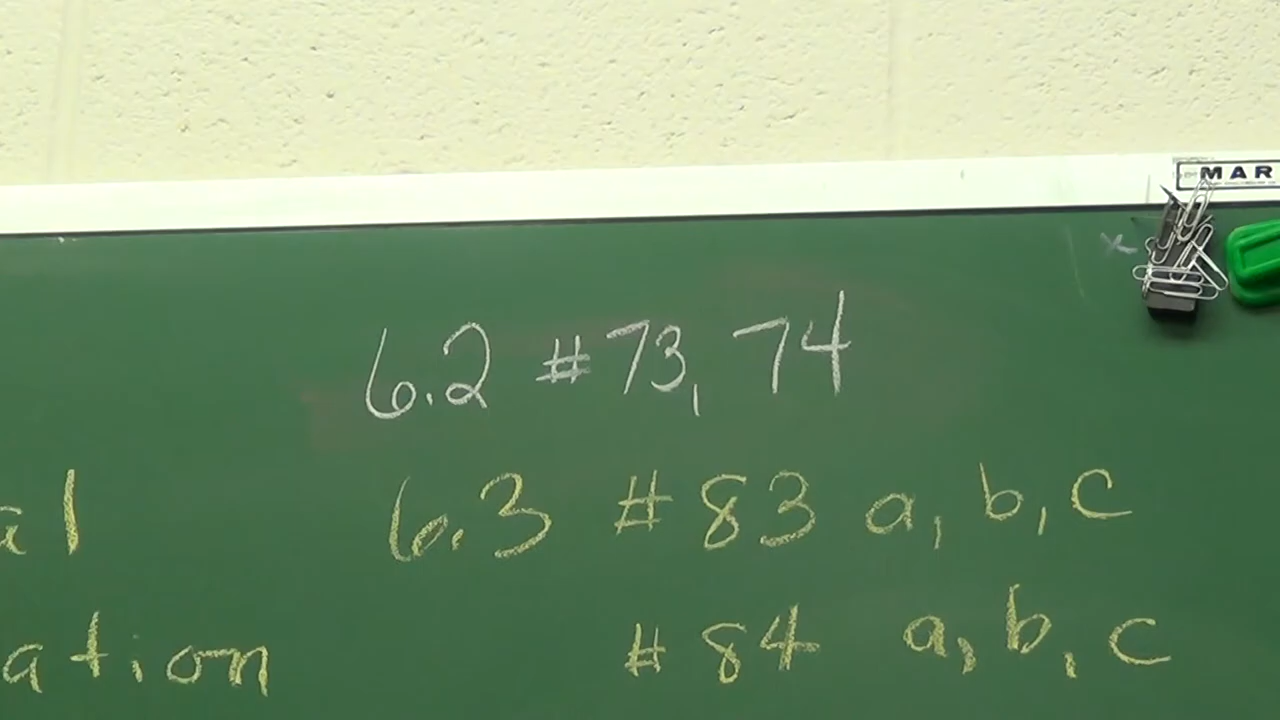 MAR
6.2 #73, 74
al
6.3 #83 a, b, c
ation
#84 a, b, c